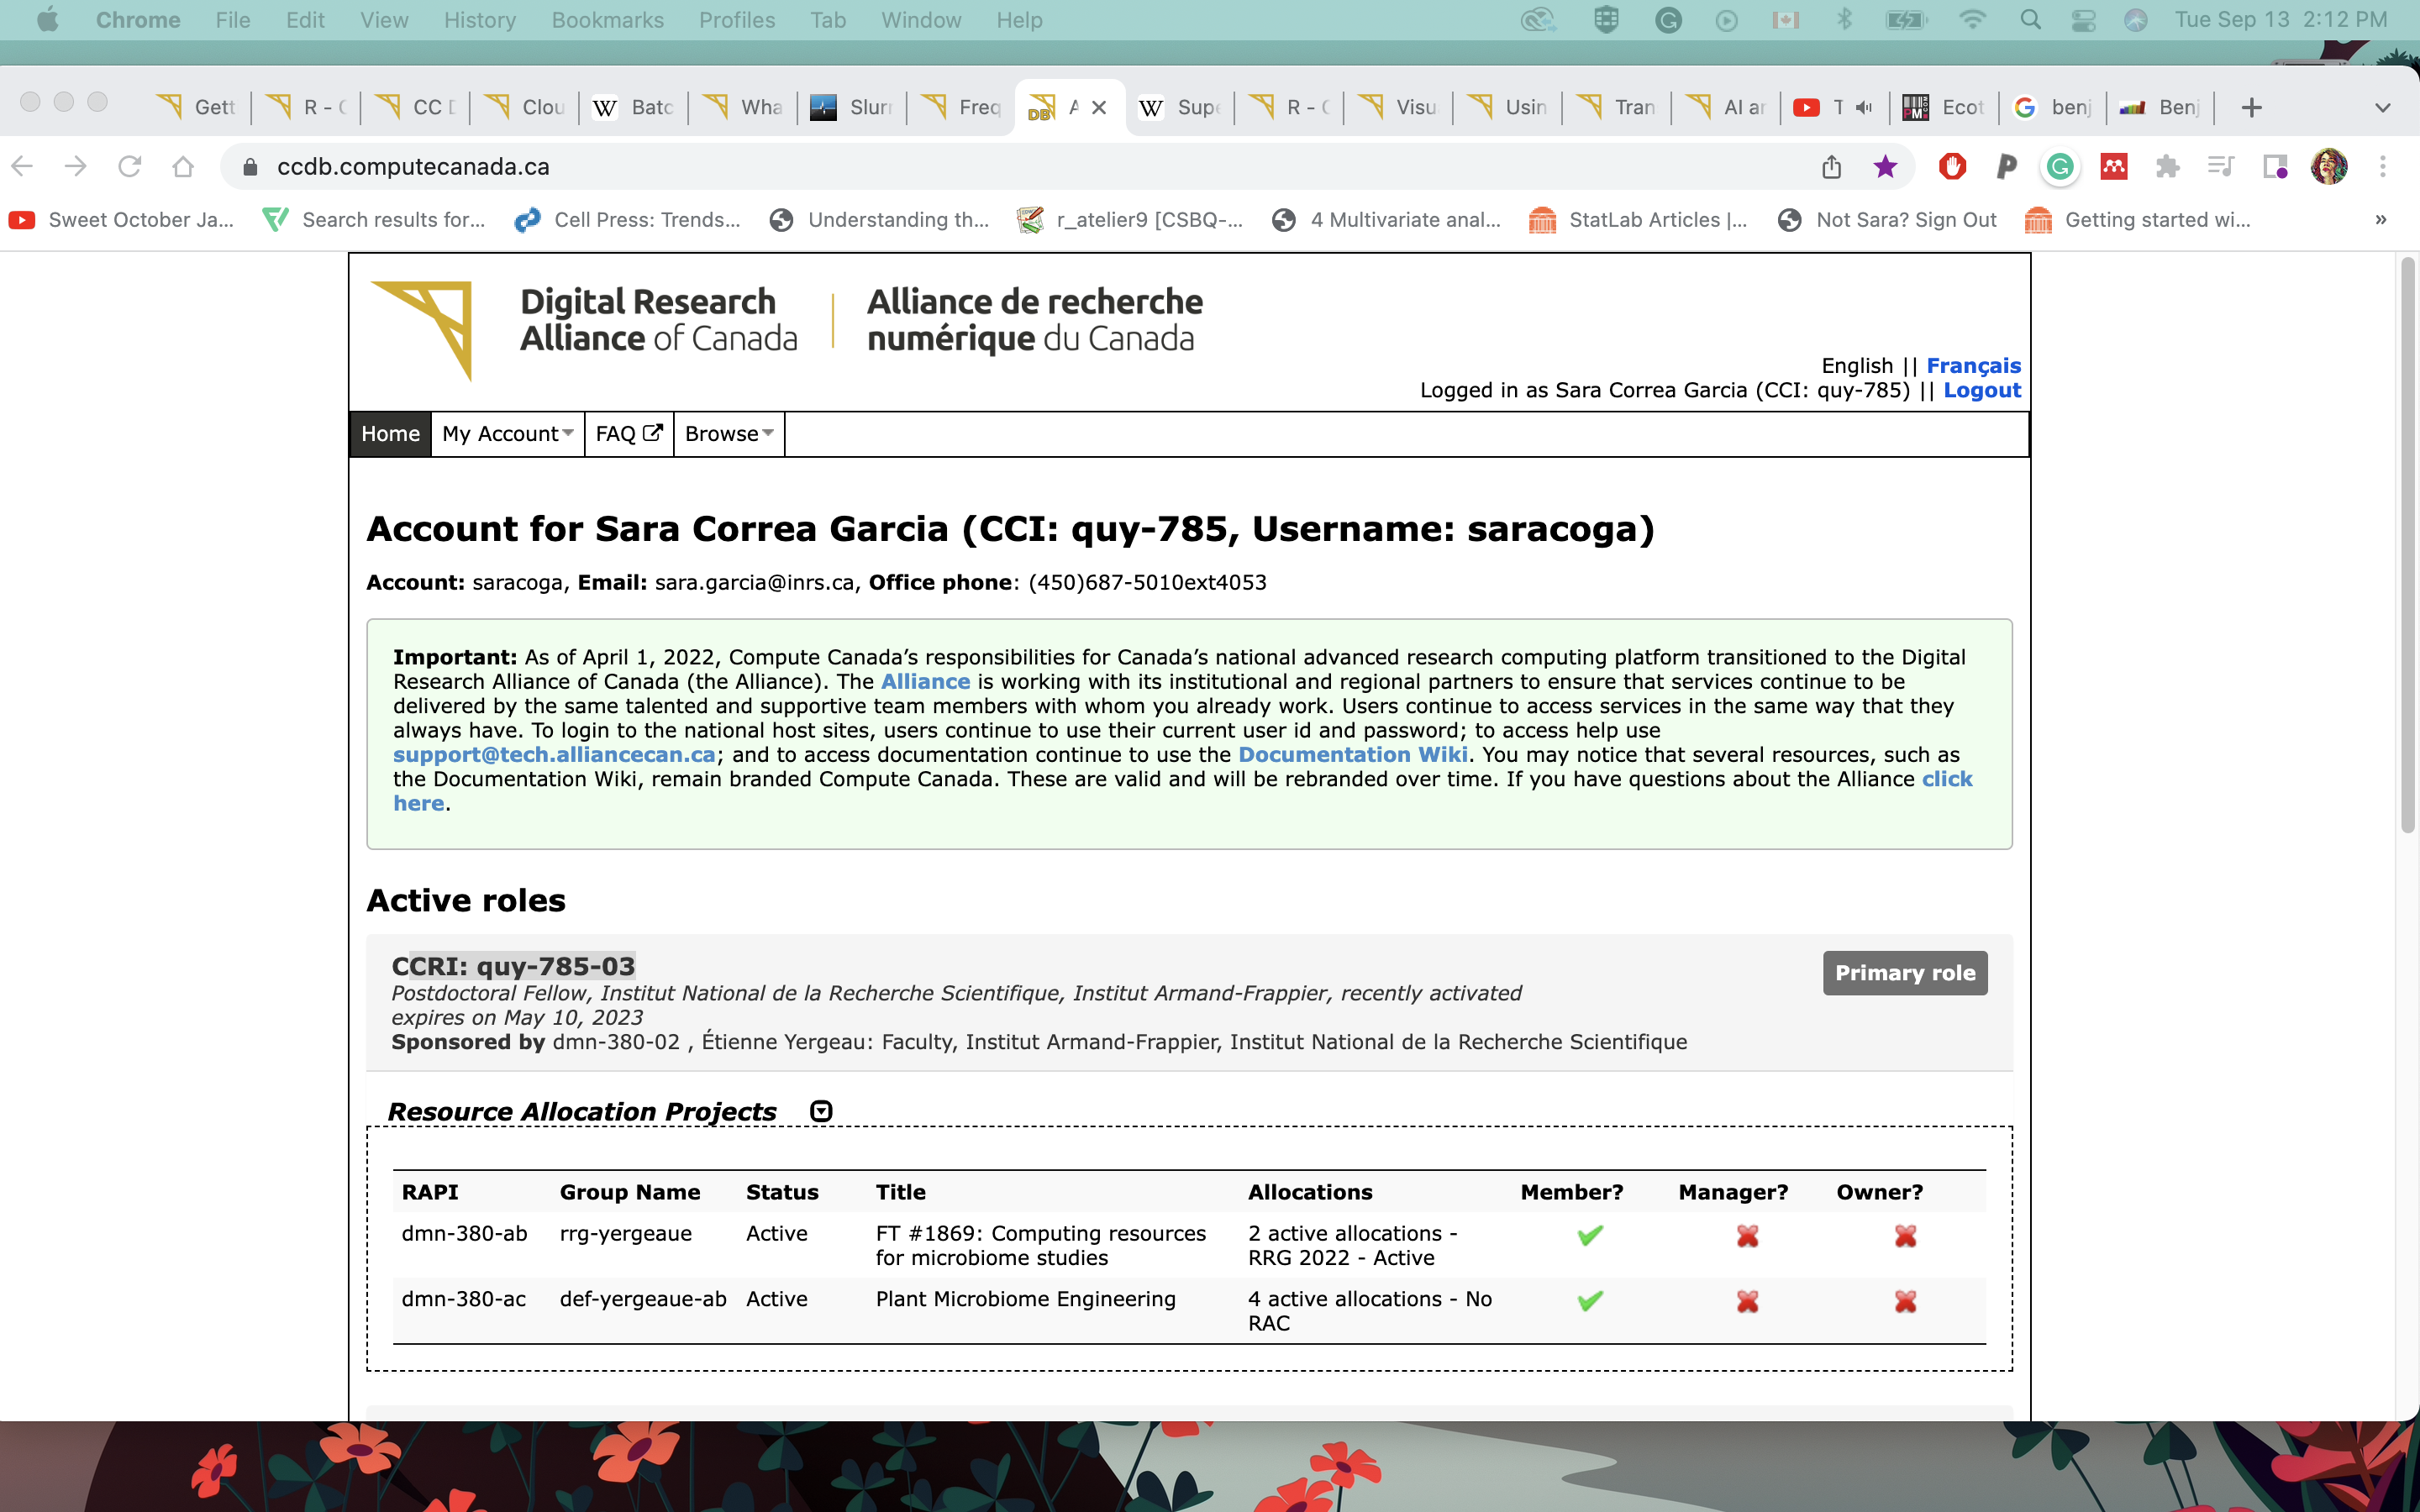 Chrome File Edit View History Bookmarks Profiles Tab Window Help Tue Sep 13 2:12 PM
Gett R - C CC D Clou W Batc Wha Slurr Freq A W Supe R - C Visu Usin Tran AI ar T Ecot benj Benj
ccdb.computecanada.ca
Sweet October Ja... Search results for... Cell Press: Trends... Understanding th... r_atelier9 [CSBQ-... 4 Multivariate anal... StatLab Articles |... Not Sara? Sign Out Getting started wi... »
Digital Research
Alliance of Canada
Alliance de recherche
numérique du Canada
English || Français
Logged in as Sara Correa Garcia (CCI: quy-785) || Logout
Home My Account FAQ Browse
Account for Sara Correa Garcia (CCI: quy-785, Username: saracoga)
Account: saracoga, Email: sara.garcia@inrs.ca, Office phone: (450)687-5010ext4053
Important: As of April 1, 2022, Compute Canada’s responsibilities for Canada’s national advanced research computing platform transitioned to the Digital
Research Alliance of Canada (the Alliance). The Alliance is working with its institutional and regional partners to ensure that services continue to be
delivered by the same talented and supportive team members with whom you already work. Users continue to access services in the same way that they
always have. To login to the national host sites, users continue to use their current user id and password; to access help use
support@tech.alliancecan.ca; and to access documentation continue to use the Documentation Wiki. You may notice that several resources, such as
the Documentation Wiki, remain branded Compute Canada. These are valid and will be rebranded over time. If you have questions about the Alliance click
here.
Active roles
CCRI: quy-785-03
Primary role
Postdoctoral Fellow, Institut National de la Recherche Scientifique, Institut Armand-Frappier, recently activated
expires on May 10, 2023
Sponsored by dmn-380-02 , Étienne Yergeau: Faculty, Institut Armand-Frappier, Institut National de la Recherche Scientifique
Resource Allocation Projects
RAPI Group Name Status Title Allocations Member? Manager? Owner?
dmn-380-ab rrg-yergeaue Active FT #1869: Computing resources 2 active allocations -
for microbiome studies RRG 2022 - Active
dmn-380-ac def-yergeaue-ab Active Plant Microbiome Engineering 4 active allocations - No
RAC